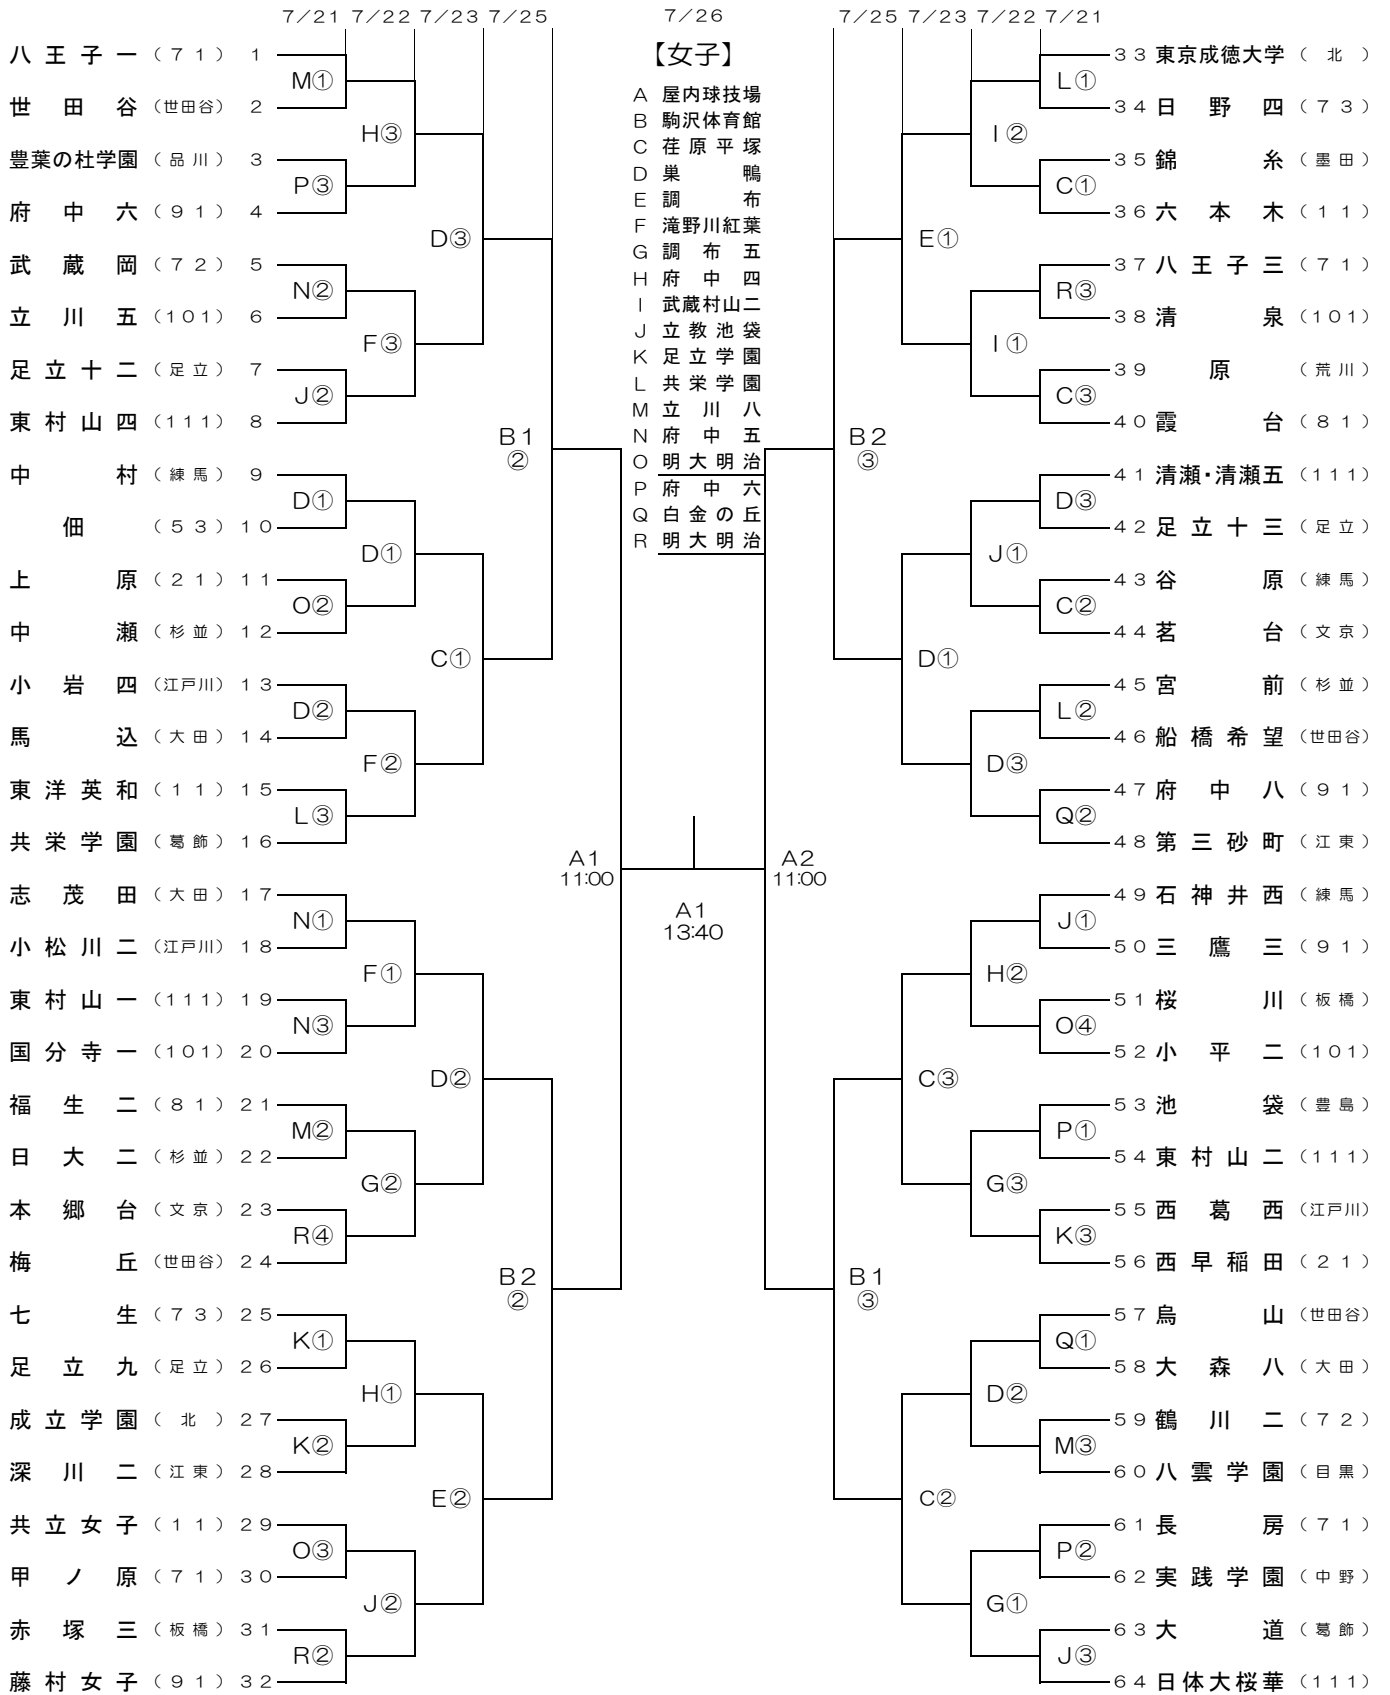 7/21 7/22 7/23 7/25 7/26 7/25 7/23 7/22 7/21
【女子】
A 屋内球技場
B 駒沢体育館
C 荏原平塚
D 巣鴨
E 調布
F 滝野川紅葉
G 調布五
H 府中四
I 武蔵村山二
J 立教池袋
K 足立学園
L 共栄学園
M 立川八
N 府中五
O 明大明治
P 府中六
Q 白金の丘
R 明大明治
八王子一 (71) 1
M①
世田谷 (世田谷) 2
H③
豊葉の杜学園 (品川) 3
P③
府中六 (91) 4
D③
武蔵岡 (72) 5
N②
立川五 (101) 6
F③
足立十二 (足立) 7
J②
東村山四 (111) 8
B1
②
中村 (練馬) 9
D①
佃 (53) 10
D①
上原 (21) 11
O②
中瀬 (杉並) 12
C①
小岩四 (江戸川) 13
D②
馬込 (大田) 14
F②
東洋英和 (11) 15
L③
共栄学園 (葛飾) 16
A1
11:00
志茂田 (大田) 17
N①
小松川二 (江戸川) 18
F①
東村山一 (111) 19
N③
国分寺一 (101) 20
D②
福生二 (81) 21
M②
日大二 (杉並) 22
G②
本郷台 (文京) 23
R④
梅丘 (世田谷) 24
B2
②
七生 (73) 25
K①
足立九 (足立) 26
H①
成立学園 (北) 27
K②
深川二 (江東) 28
E②
共立女子 (11) 29
O③
甲ノ原 (71) 30
J②
赤塚三 (板橋) 31
R②
藤村女子 (91) 32
A1
13:40
33 東京成徳大学 (北)
L①
34 日野四 (73)
I②
35 錦糸 (墨田)
C①
36 六本木 (11)
E①
37 八王子三 (71)
R③
38 清泉 (101)
I①
39 原 (荒川)
C③
40 霞台 (81)
B2
③
41 清瀬・清瀬五 (111)
D③
42 足立十三 (足立)
J①
43 谷原 (練馬)
C②
44 茗台 (文京)
D①
45 宮前 (杉並)
L②
46 船橋希望 (世田谷)
D③
47 府中八 (91)
Q②
48 第三砂町 (江東)
A2
11:00
49 石神井西 (練馬)
J①
50 三鷹三 (91)
H②
51 桜川 (板橋)
O④
52 小平二 (101)
C③
53 池袋 (豊島)
P①
54 東村山二 (111)
G③
55 西葛西 (江戸川)
K③
56 西早稲田 (21)
B1
③
57 烏山 (世田谷)
Q①
58 大森八 (大田)
D②
59 鶴川二 (72)
M③
60 八雲学園 (目黒)
C②
61 長房 (71)
P②
62 実践学園 (中野)
G①
63 大道 (葛飾)
J③
64 日体大桜華 (111)